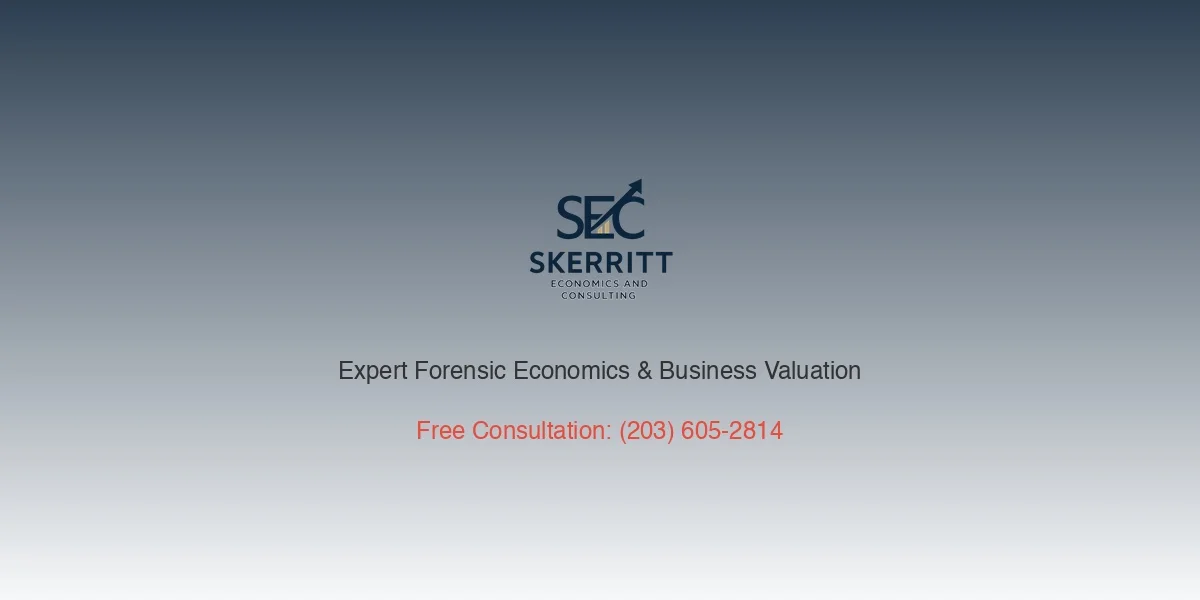 SEC
SKERRITT
ECONOMICS AND
CONSULTING
Expert Forensic Economics & Business Valuation
Free Consultation: (203) 605-2814